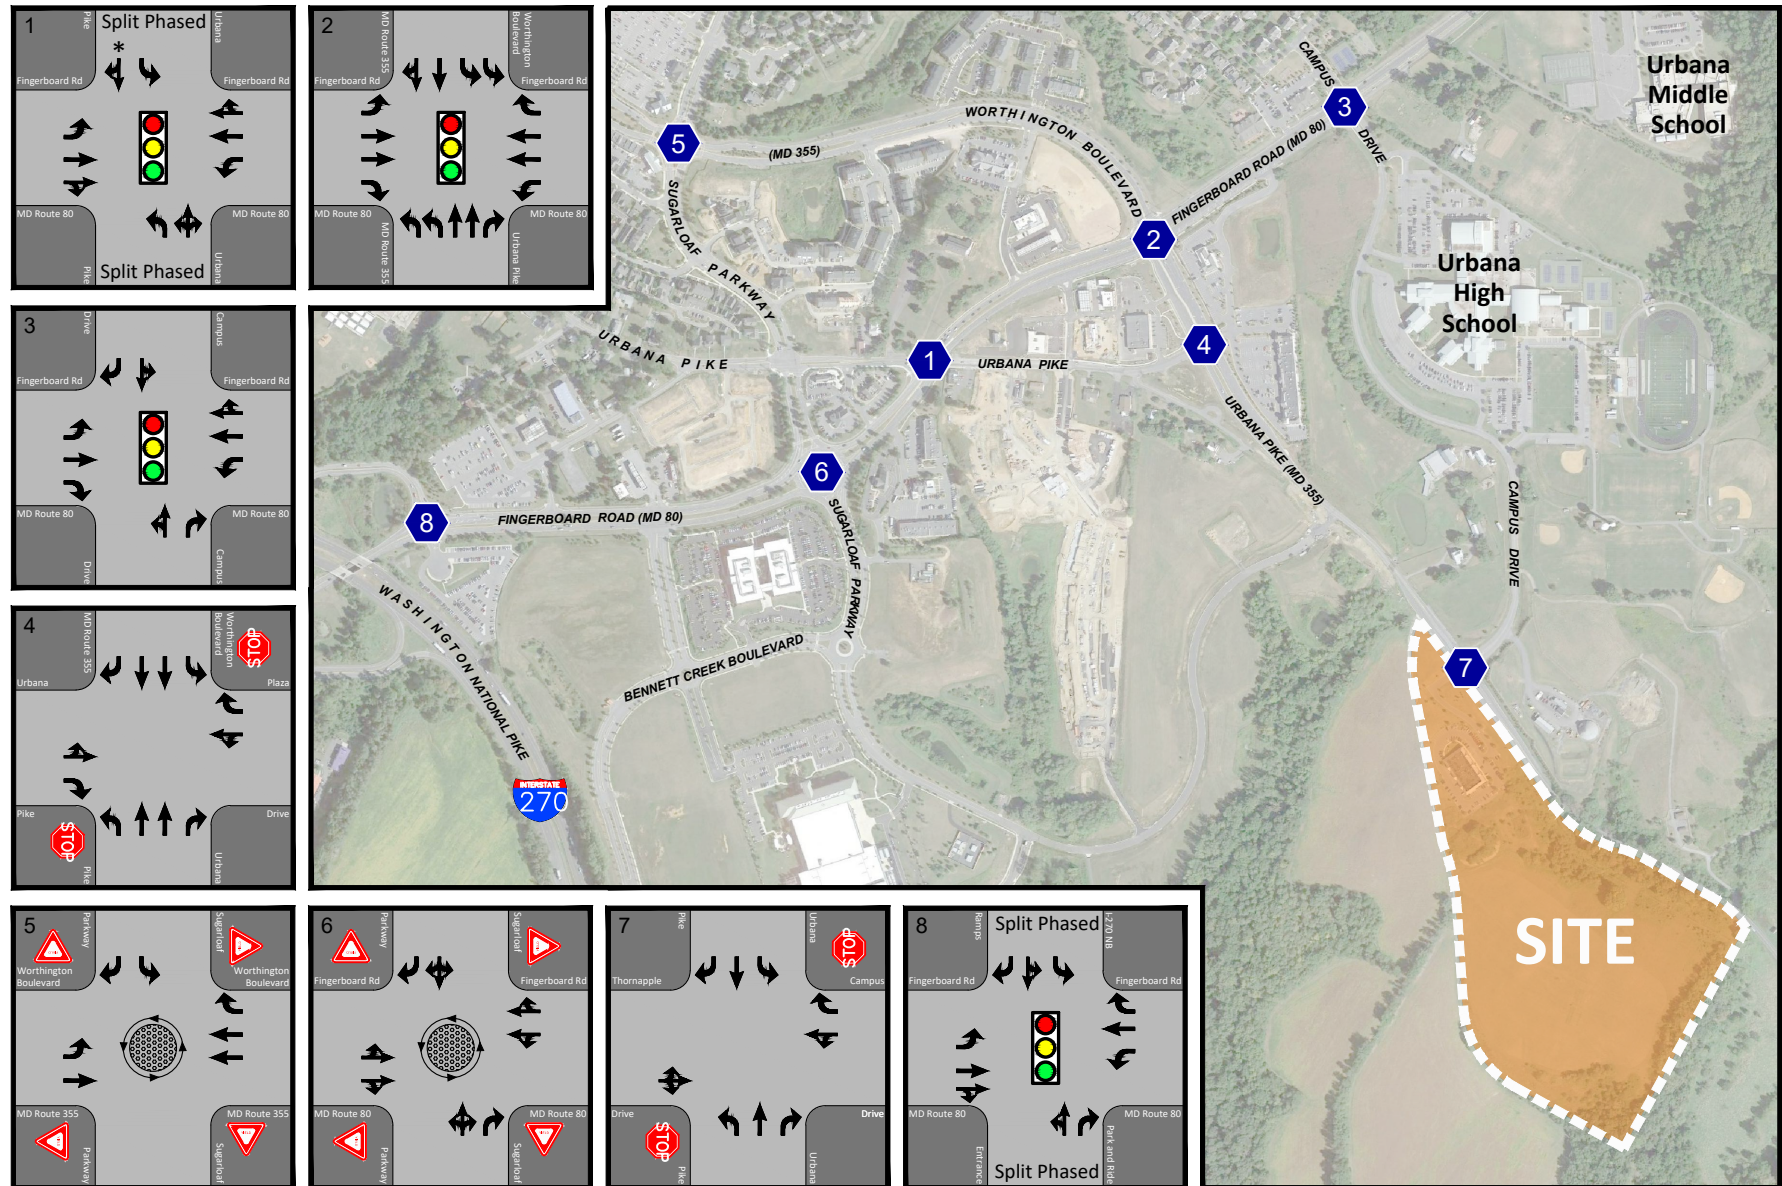 1
Split Phased
*
Pike
Urbana
Fingerboard Rd
Fingerboard Rd
MD Route 80
MD Route 80
Pike
Urbana
Split Phased
2
MD Route 355
Worthington
Boulevard
Fingerboard Rd
Fingerboard Rd
MD Route 80
MD Route 80
MD Route 355
Urbana Pike
3
Drive
Campus
Fingerboard Rd
Fingerboard Rd
MD Route 80
MD Route 80
Drive
Campus
4
MD Route 355
Worthington
Boulevard
STOP
Urbana
Plaza
Pike
Drive
STOP
Pike
Urbana
5
Parkway
Sugarloaf
Worthington
Boulevard
Worthington
Boulevard
MD Route 355
MD Route 355
Parkway
Sugarloaf
6
Parkway
Sugarloaf
Fingerboard Rd
Fingerboard Rd
MD Route 80
MD Route 80
Parkway
Sugarloaf
7
Pike
Urbana
STOP
Thornapple
Campus
Drive
Drive
STOP
Pike
Urbana
8
Split Phased
Ramps
I-270 NB
Fingerboard Rd
Fingerboard Rd
MD Route 80
MD Route 80
Entrance
Park and Ride
Split Phased
CAMPUS
DRIVE
3
Urbana
Middle
School
5
(MD 355)
WORTHINGTON BOULEVARD
FINGERBOARD ROAD (MD 80)
2
SUGARLOAF PARKWAY
Urbana
High
School
URBANA PIKE
1
URBANA PIKE
4
URBANA PIKE (MD 355)
6
SUGARLOAF PARKWAY
8
FINGERBOARD ROAD (MD 80)
CAMPUS DRIVE
WASHINGTON NATIONAL PIKE
BENNETT CREEK BOULEVARD
7
INTERSTATE
270
SITE